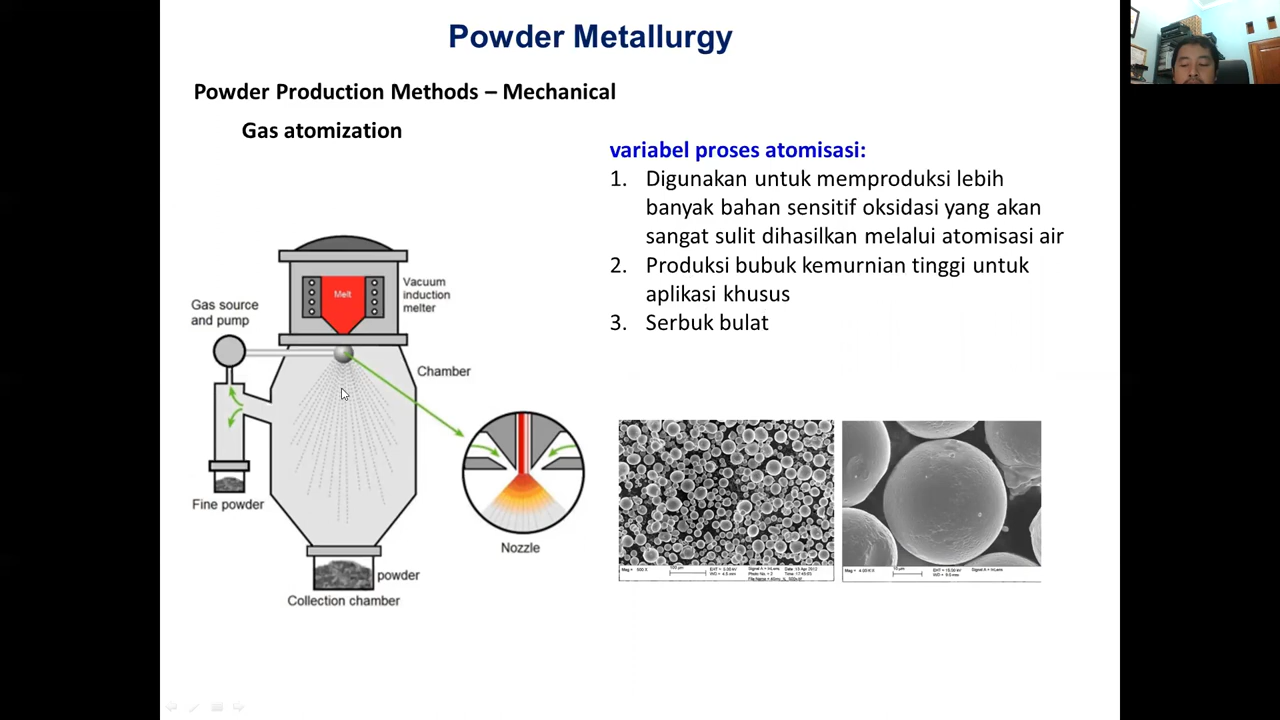 Powder Metallurgy
Powder Production Methods – Mechanical
Gas atomization
variabel proses atomisasi:
1. Digunakan untuk memproduksi lebih
banyak bahan sensitif oksidasi yang akan
sangat sulit dihasilkan melalui atomisasi air
2. Produksi bubuk kemurnian tinggi untuk
aplikasi khusus
3. Serbuk bulat
Melt
Vacuum
induction
melter
Gas source
and pump
Chamber
Fine powder
Nozzle
powder
Collection chamber